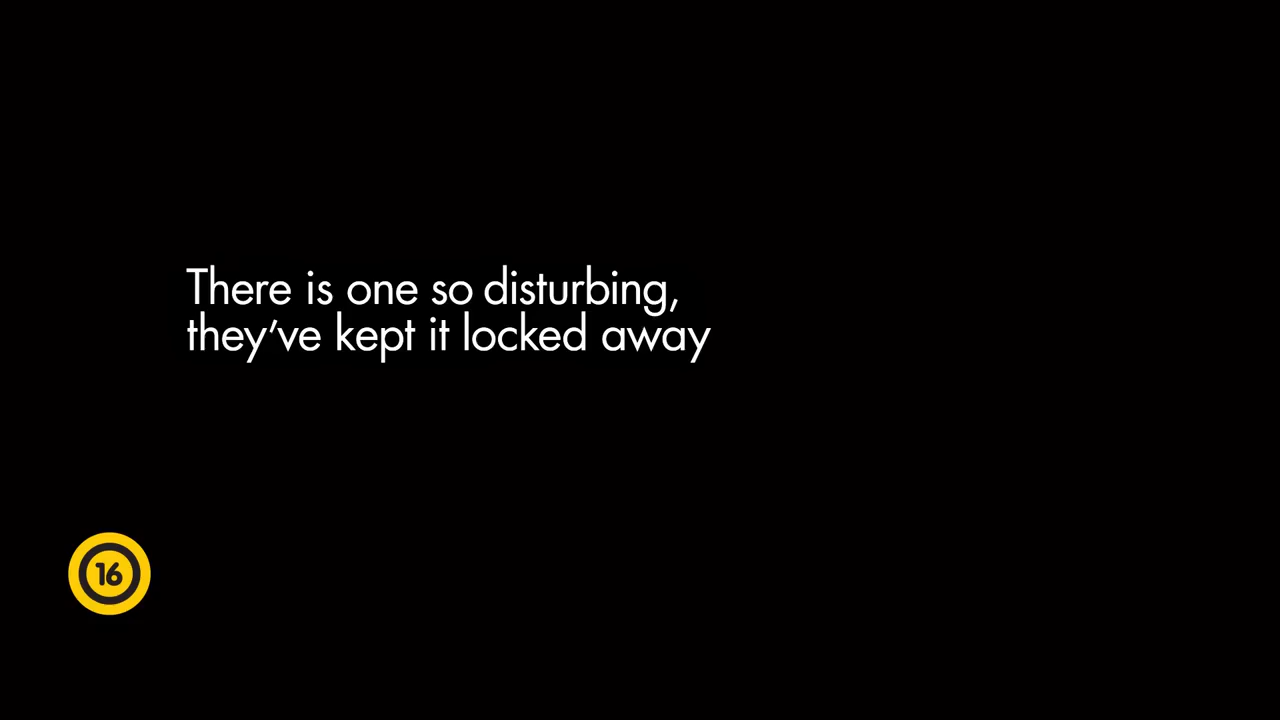 There is one so disturbing,
they've kept it locked away
16